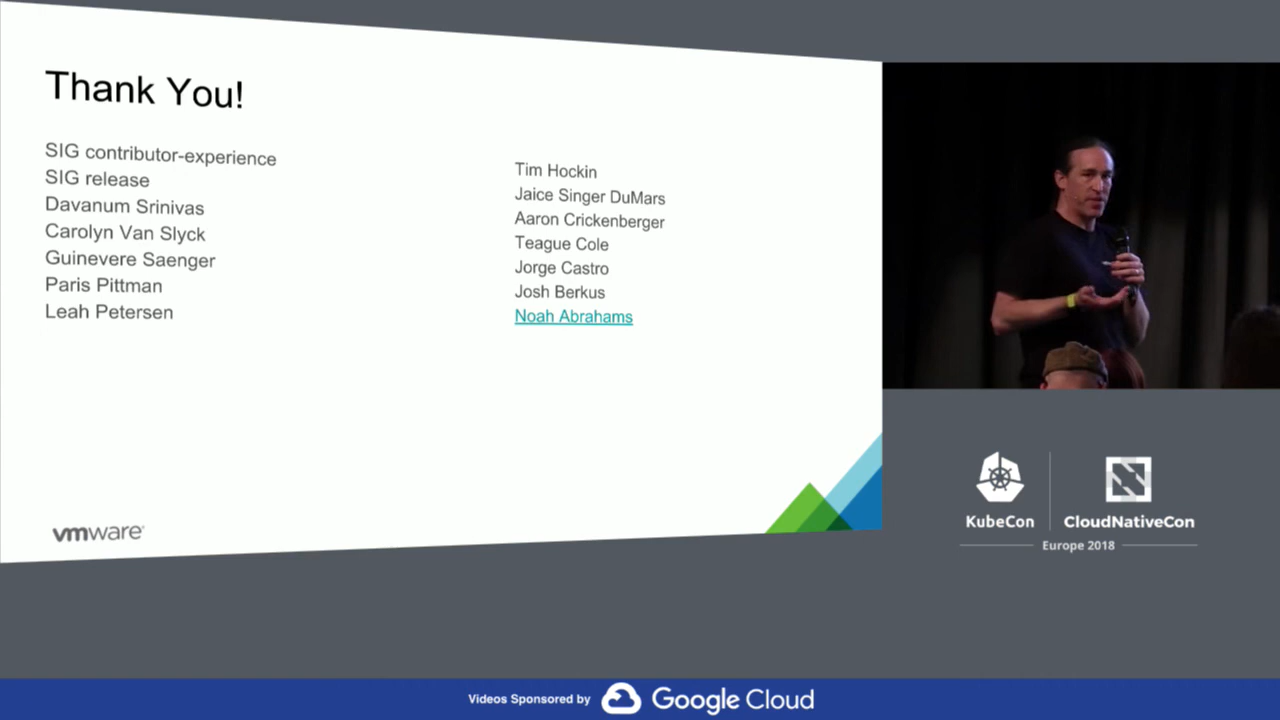 Thank You!
SIG contributor-experience
SIG release
Davanum Srinivas
Carolyn Van Slyck
Guinevere Saenger
Paris Pittman
Leah Petersen
Tim Hockin
Jaice Singer DuMars
Aaron Crickenberger
Teague Cole
Jorge Castro
Josh Berkus
Noah Abrahams
vmware
KubeCon
CloudNativeCon
Europe 2018
Videos Sponsored by Google Cloud